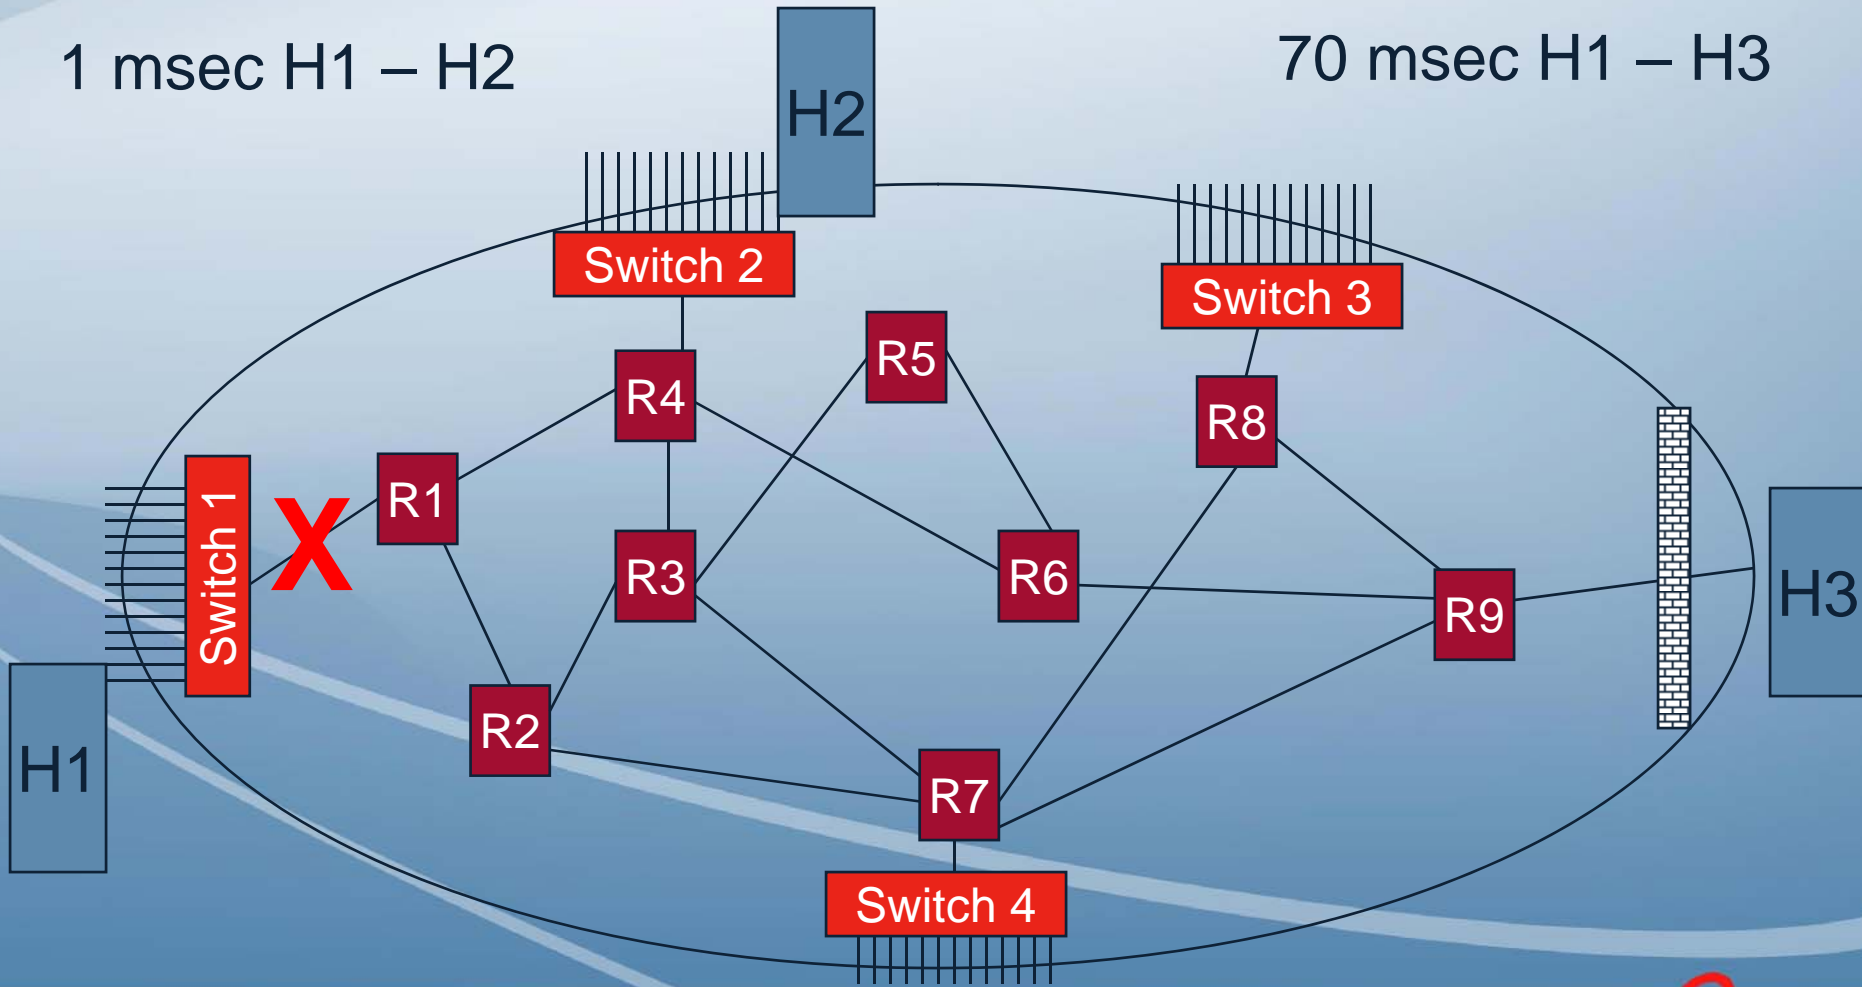 1 msec H1 – H2
70 msec H1 – H3
H2
Switch 2
Switch 3
R5
R4
R8
Switch 1
X
R1
R3
R6
R9
H3
R2
H1
R7
Switch 4